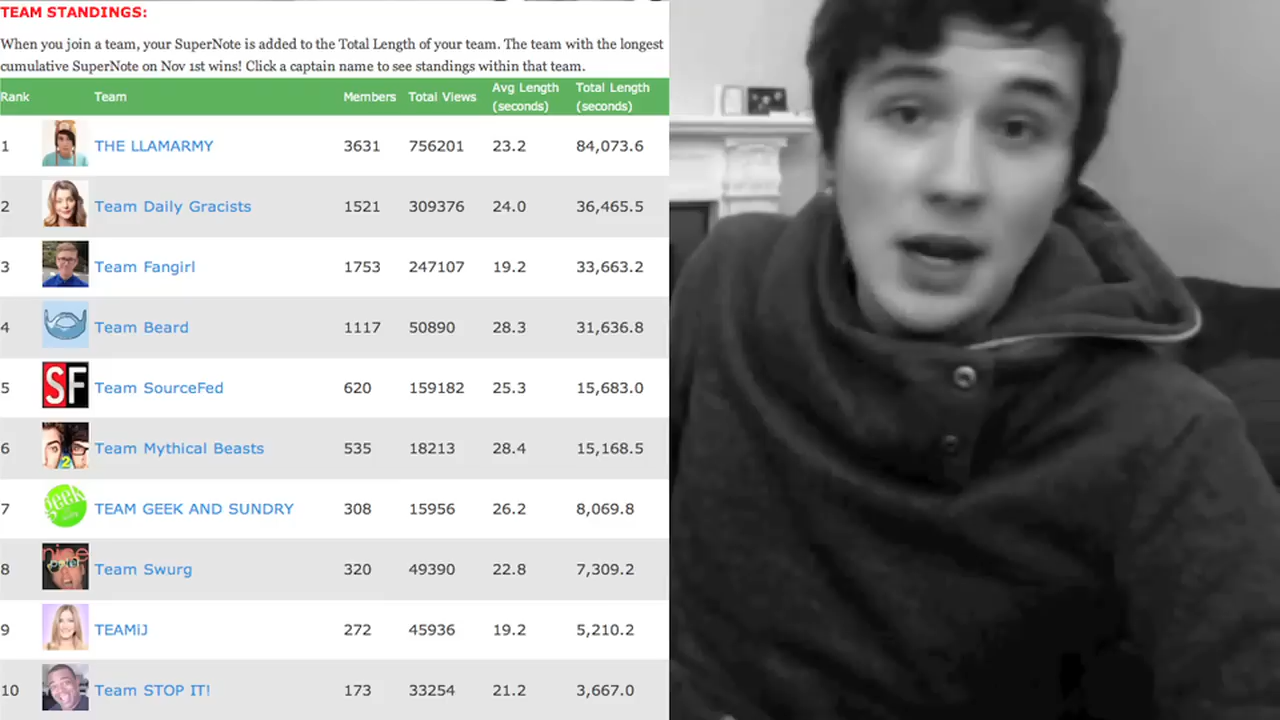 TEAM STANDINGS:
When you join a team, your SuperNote is added to the Total Length of your team. The team with the longest
cumulative SuperNote on Nov 1st wins! Click a captain name to see standings within that team.
Rank Team Members Total Views Avg Length (seconds) Total Length (seconds)
1 THE LLAMARMY 3631 756201 23.2 84,073.6
2 Team Daily Gracists 1521 309376 24.0 36,465.5
3 Team Fangirl 1753 247107 19.2 33,663.2
4 Team Beard 1117 50890 28.3 31,636.8
5 SF Team SourceFed 620 159182 25.3 15,683.0
6 2 Team Mythical Beasts 535 18213 28.4 15,168.5
7 geek TEAM GEEK AND SUNDRY 308 15956 26.2 8,069.8
8 Team Swurg 320 49390 22.8 7,309.2
9 TEAMiJ 272 45936 19.2 5,210.2
10 Team STOP IT! 173 33254 21.2 3,667.0